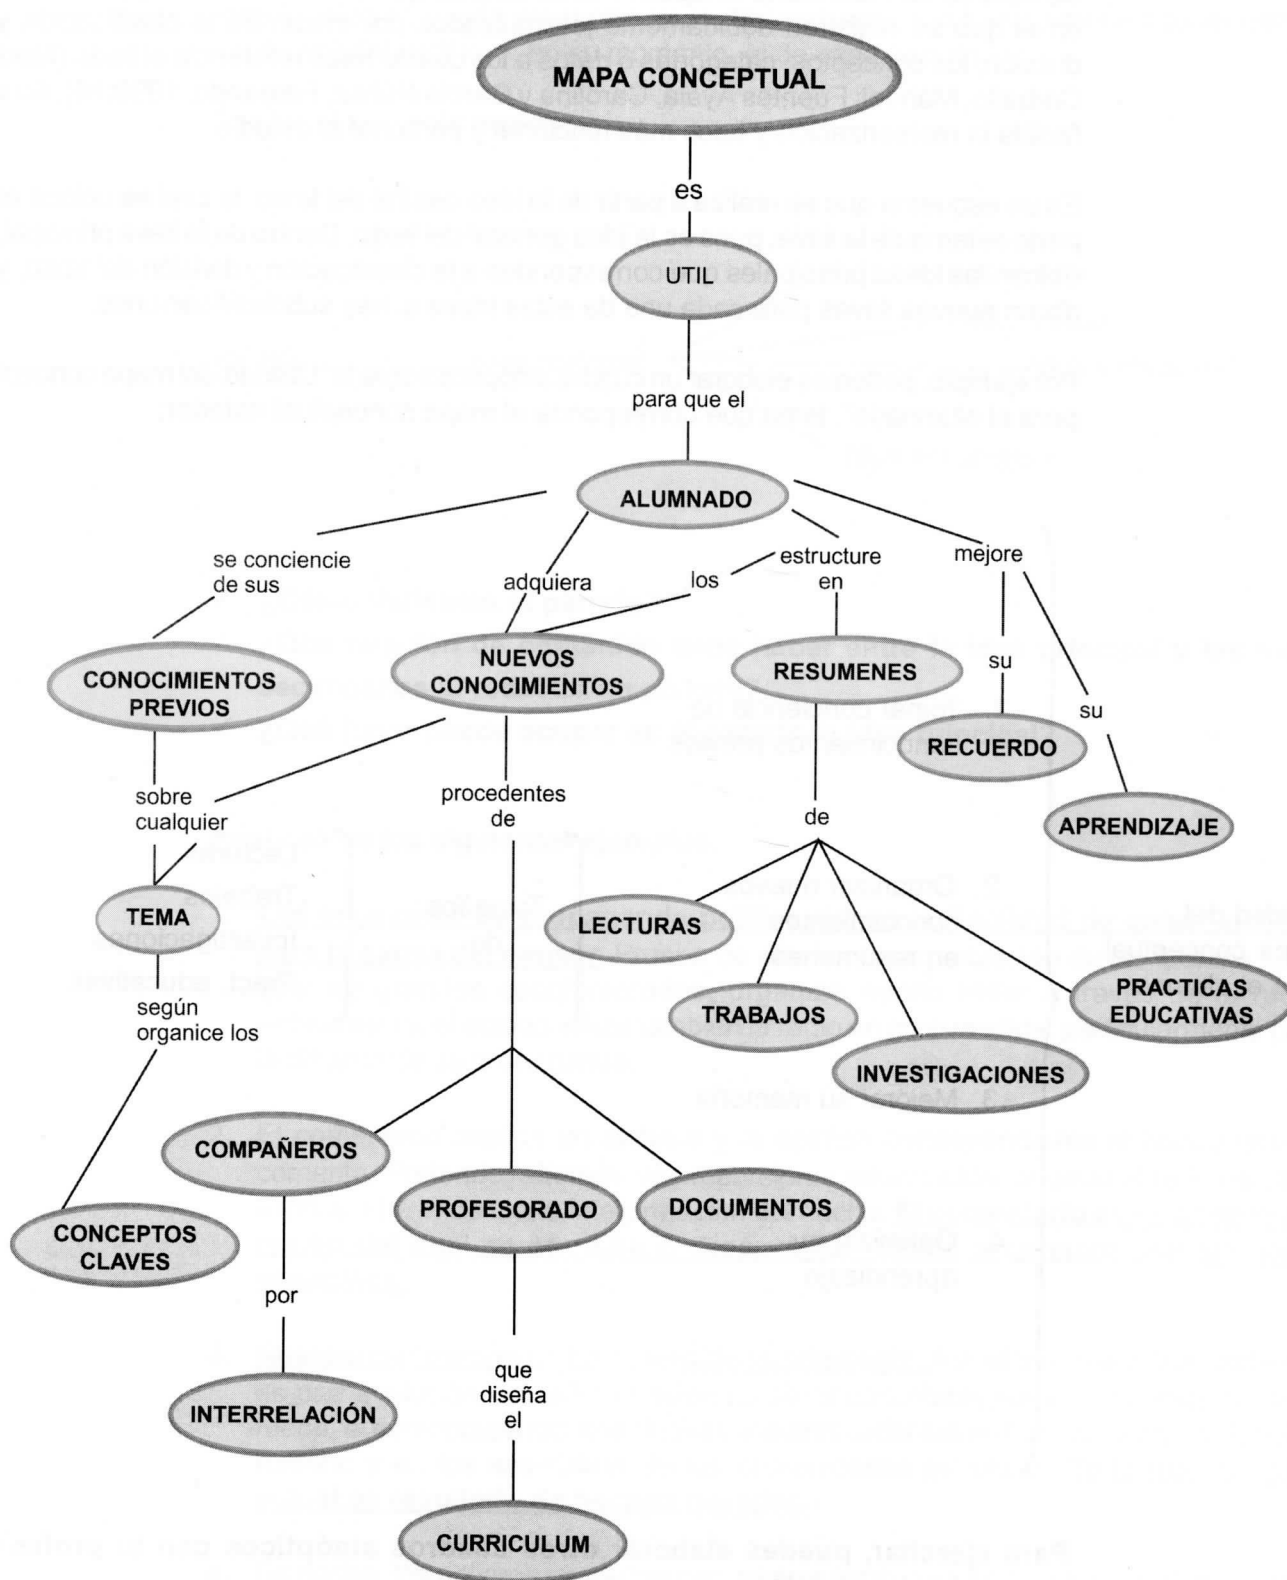 MAPA CONCEPTUAL
es
UTIL
para que el
ALUMNADO
se conciencie
de sus
adquiera
los
estructure
en
mejore
su
su
CONOCIMIENTOS
PREVIOS
NUEVOS
CONOCIMIENTOS
RESUMENES
RECUERDO
APRENDIZAJE
sobre
cualquier
procedentes
de
de
TEMA
LECTURAS
TRABAJOS
INVESTIGACIONES
PRACTICAS
EDUCATIVAS
según
organice los
COMPAÑEROS
PROFESORADO
DOCUMENTOS
CONCEPTOS
CLAVES
por
que
diseña
el
INTERRELACIÓN
CURRICULUM